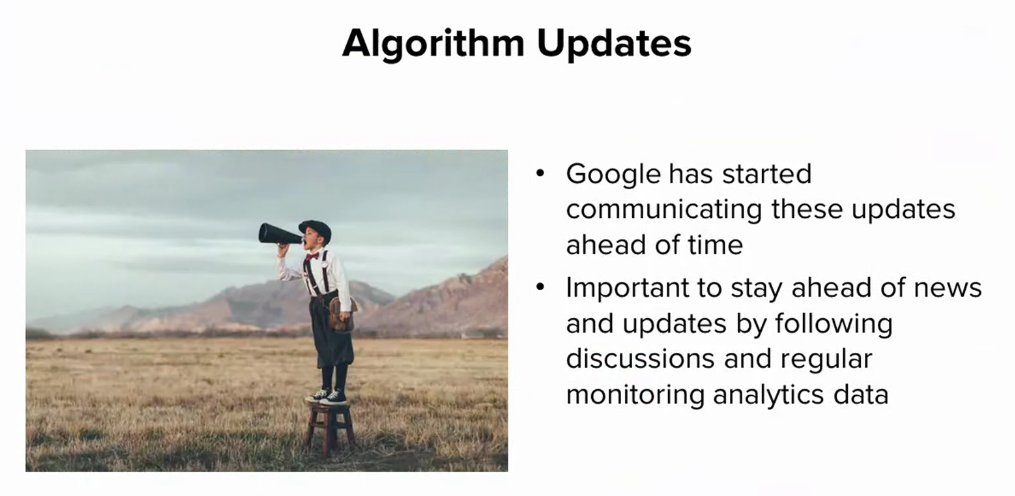 Algorithm Updates
• Google has started
communicating these updates
ahead of time
• Important to stay ahead of news
and updates by following
discussions and regular
monitoring analytics data